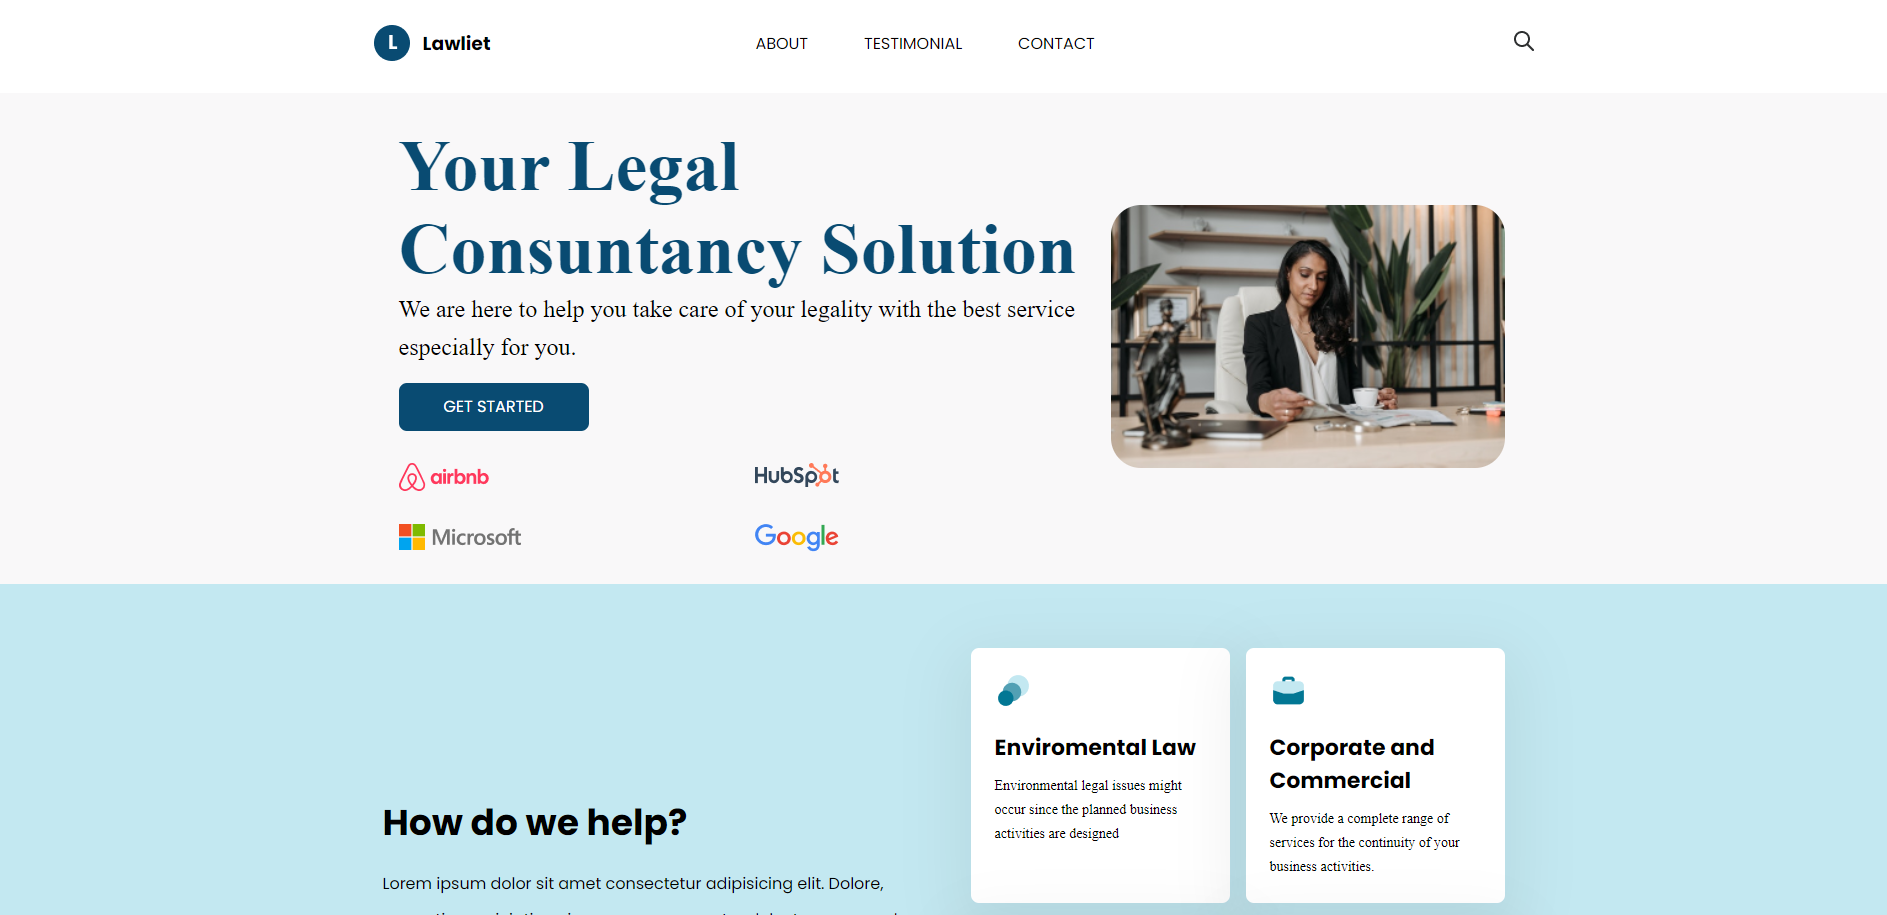 L Lawliet
ABOUT TESTIMONIAL CONTACT
Your Legal
Consuntancy Solution
We are here to help you take care of your legality with the best service
especially for you.
GET STARTED
airbnb HubSpot
Microsoft Google
How do we help?
Lorem ipsum dolor sit amet consectetur adipisicing elit. Dolore,
Enviromental Law
Environmental legal issues might
occur since the planned business
activities are designed
Corporate and
Commercial
We provide a complete range of
services for the continuity of your
business activities.